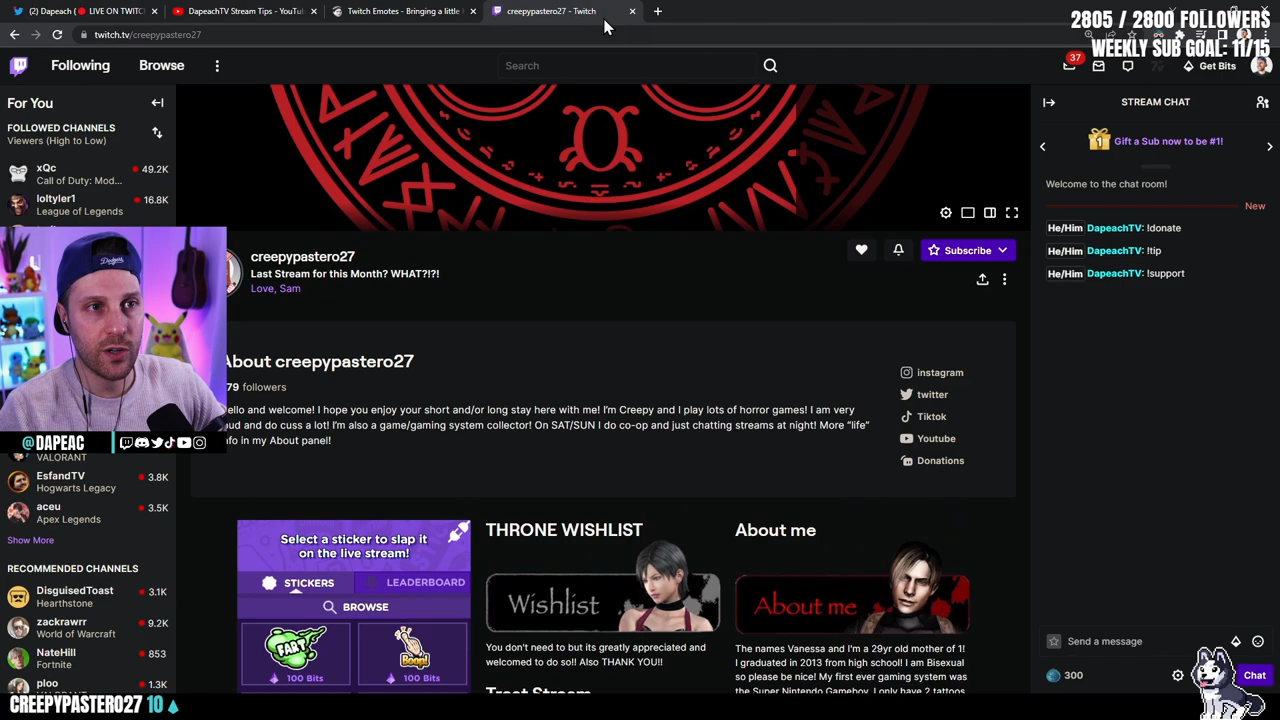 (2) Dapeach (🔴 LIVE ON TWITC
DapeachTV Stream Tips - YouTu
Twitch Emotes - Bringing a little
creepypastero27 - Twitch
twitch.tv/creepypastero27
2805 / 2800 FOLLOWERS
WEEKLY SUB GOAL: 11/15
Following
Browse
Search
37
Get Bits
For You
FOLLOWED CHANNELS
Viewers (High to Low)
xQc
49.2K
Call of Duty: Mod...
loltyler1
16.8K
League of Legends
VALORANT
EsfandTV
3.8K
Hogwarts Legacy
aceu
3.5K
Apex Legends
Show More
RECOMMENDED CHANNELS
DisguisedToast
3.1K
Hearthstone
zackrawrr
9.2K
World of Warcraft
NateHill
853
Fortnite
ploo
1.3K
@DAPEAC
CREEPYPASTERO27 10
creepypastero27
Last Stream for this Month? WHAT?!?!
Love, Sam
Subscribe
About creepypastero27
79 followers
ello and welcome! I hope you enjoy your short and/or long stay here with me! I'm Creepy and I play lots of horror games! I am very
ud and do cuss a lot! I'm also a game/gaming system collector! On SAT/SUN I do co-op and just chatting streams at night! More "life"
nfo in my About panel!
instagram
twitter
Tiktok
Youtube
Donations
Select a sticker to slap it
on the live stream!
STICKERS
LEADERBOARD
BROWSE
FART
Boop!
100 Bits
100 Bits
THRONE WISHLIST
Wishlist
You don't need to but its greatly appreciated and
welcomed to do so!! Also THANK YOU!!
Treat Stream
About me
About me
The names Vanessa and I'm a 29yr old mother of 1!
I graduated in 2013 from high school! I am Bisexual
so please be nice! My first ever gaming system was
the Super Nintendo Gameboy. I only have 2 tattoos
STREAM CHAT
1
Gift a Sub now to be #1!
Welcome to the chat room!
New
He/Him DapeachTV: !donate
He/Him DapeachTV: !tip
He/Him DapeachTV: !support
Send a message
300
Chat